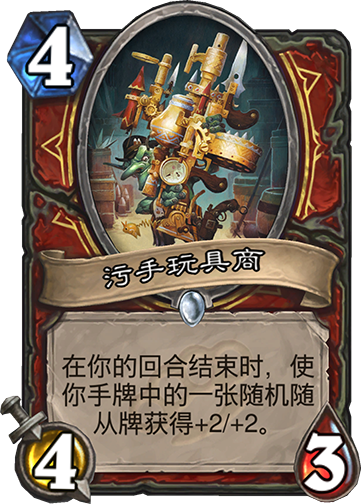 4
污手玩具商
在你的回合结束时，使
你手牌中的一张随机随
从牌获得+2/+2。
4
3